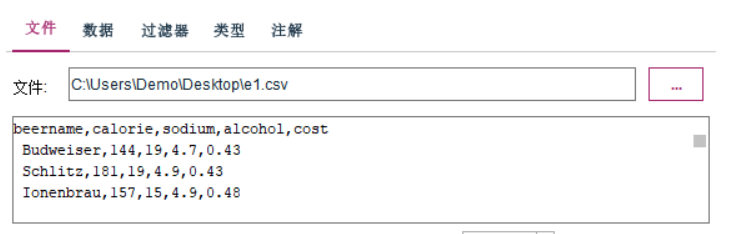 文件 数据 过滤器 类型 注解
文件: C:\Users\Demo\Desktop\e1.csv ...
beername,calorie,sodium,alcohol,cost
Budweiser,144,19,4.7,0.43
Schlitz,181,19,4.9,0.43
Ionenbrau,157,15,4.9,0.48